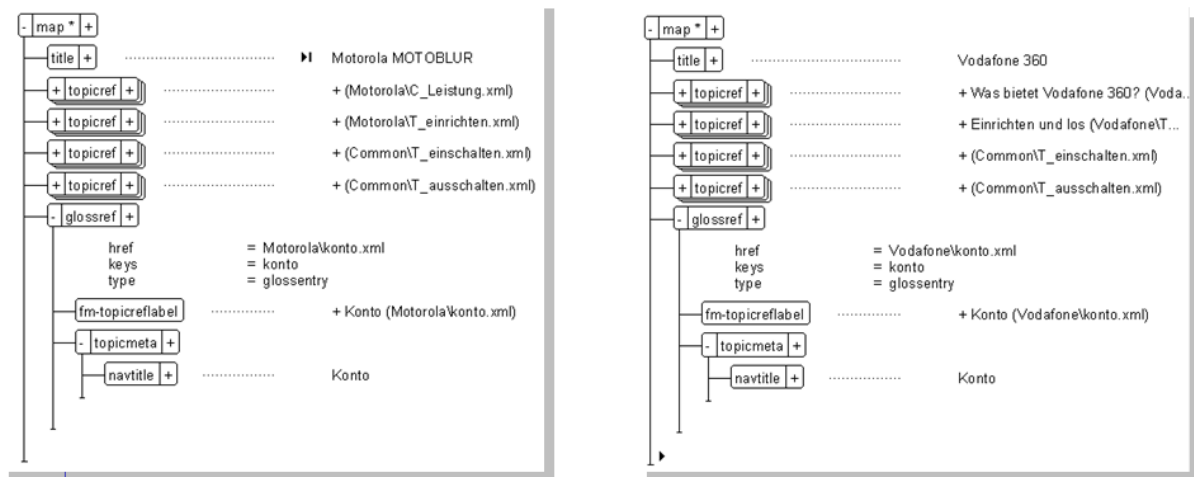 map *
title
Motorola MOTOBLUR
topicref
+ (Motorola\C_Leistung.xml)
topicref
+ (Motorola\T_einrichten.xml)
topicref
+ (Common\T_einschalten.xml)
topicref
+ (Common\T_ausschalten.xml)
glossref
href = Motorola\konto.xml
keys = konto
type = glossentry
fm-topicreflabel
+ Konto (Motorola\konto.xml)
topicmeta
navtitle
Konto
map *
title
Vodafone 360
topicref
+ Was bietet Vodafone 360? (Voda...
topicref
+ Einrichten und los (Vodafone\T...
topicref
+ (Common\T_einschalten.xml)
topicref
+ (Common\T_ausschalten.xml)
glossref
href = Vodafone\konto.xml
keys = konto
type = glossentry
fm-topicreflabel
+ Konto (Vodafone\konto.xml)
topicmeta
navtitle
Konto